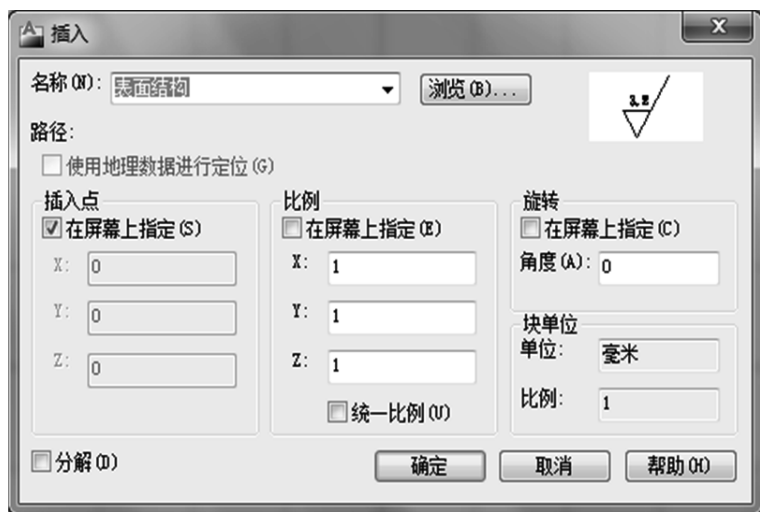 插入
名称(N): 表面结构 浏览(B)...
3.2
路径:
使用地理数据进行定位(G)
插入点
在屏幕上指定(S)
X: 0
Y: 0
Z: 0
比例
在屏幕上指定(E)
X: 1
Y: 1
Z: 1
统一比例(U)
旋转
在屏幕上指定(C)
角度(A): 0
块单位
单位: 毫米
比例: 1
分解(D)
确定 取消 帮助(H)